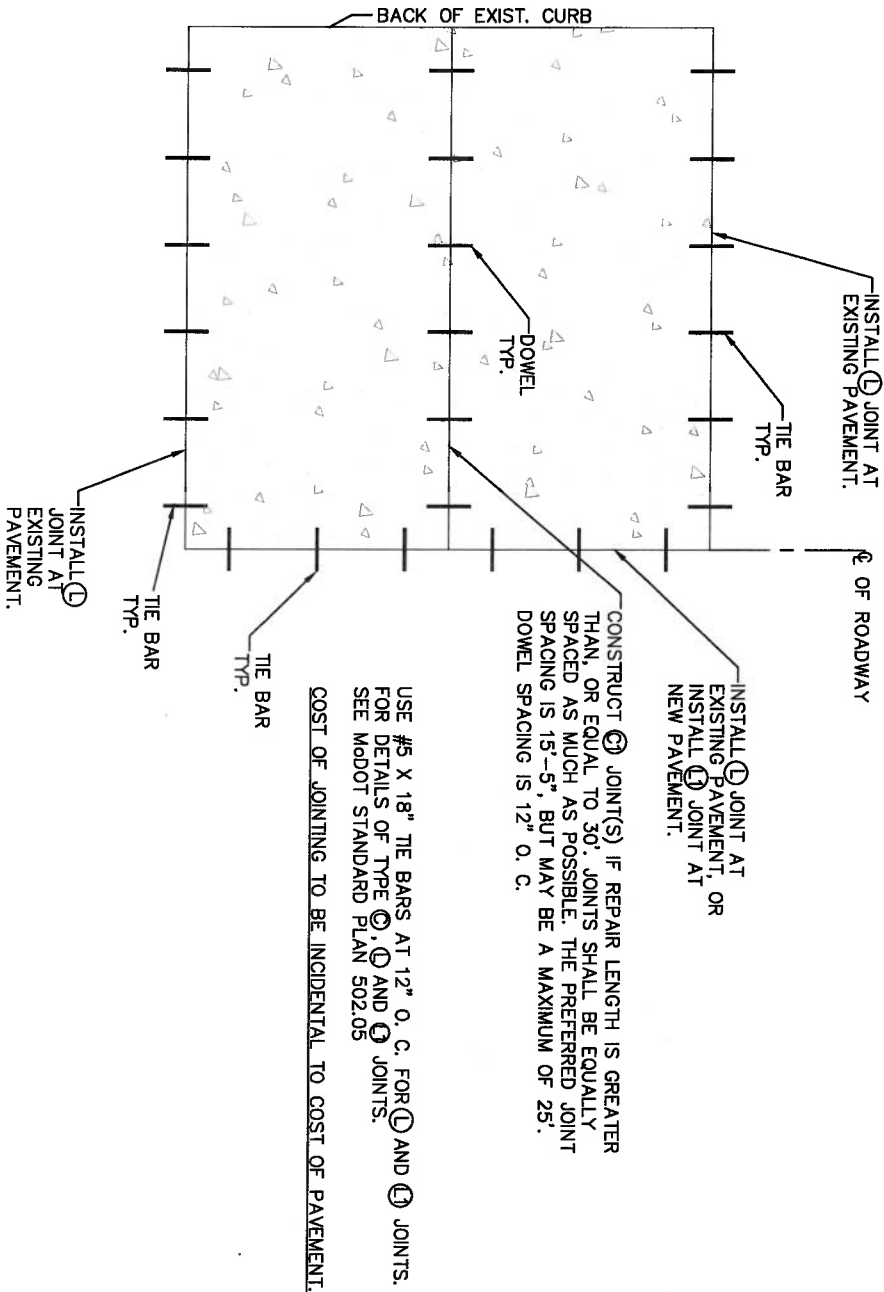 BACK OF EXIST. CURB
INSTALL Ⓛ JOINT AT
EXISTING PAVEMENT.
TIE BAR
TYP.
DOWEL
TYP.
℄ OF ROADWAY
INSTALL Ⓛ JOINT AT
EXISTING PAVEMENT, OR
INSTALL (L1) JOINT AT
NEW PAVEMENT.
CONSTRUCT (C1) JOINT(S) IF REPAIR LENGTH IS GREATER
THAN, OR EQUAL TO 30'. JOINTS SHALL BE EQUALLY
SPACED AS MUCH AS POSSIBLE. THE PREFERRED JOINT
SPACING IS 15'-5", BUT MAY BE A MAXIMUM OF 25'.
DOWEL SPACING IS 12" O. C.
INSTALL Ⓛ
JOINT AT
EXISTING
PAVEMENT.
TIE BAR
TYP.
TIE BAR
TYP.
USE #5 X 18" TIE BARS AT 12" O. C. FOR Ⓛ AND (L1) JOINTS.
FOR DETAILS OF TYPE Ⓒ, Ⓛ AND (L1) JOINTS.
SEE MoDOT STANDARD PLAN 502.05
COST OF JOINTING TO BE INCIDENTAL TO COST OF PAVEMENT.